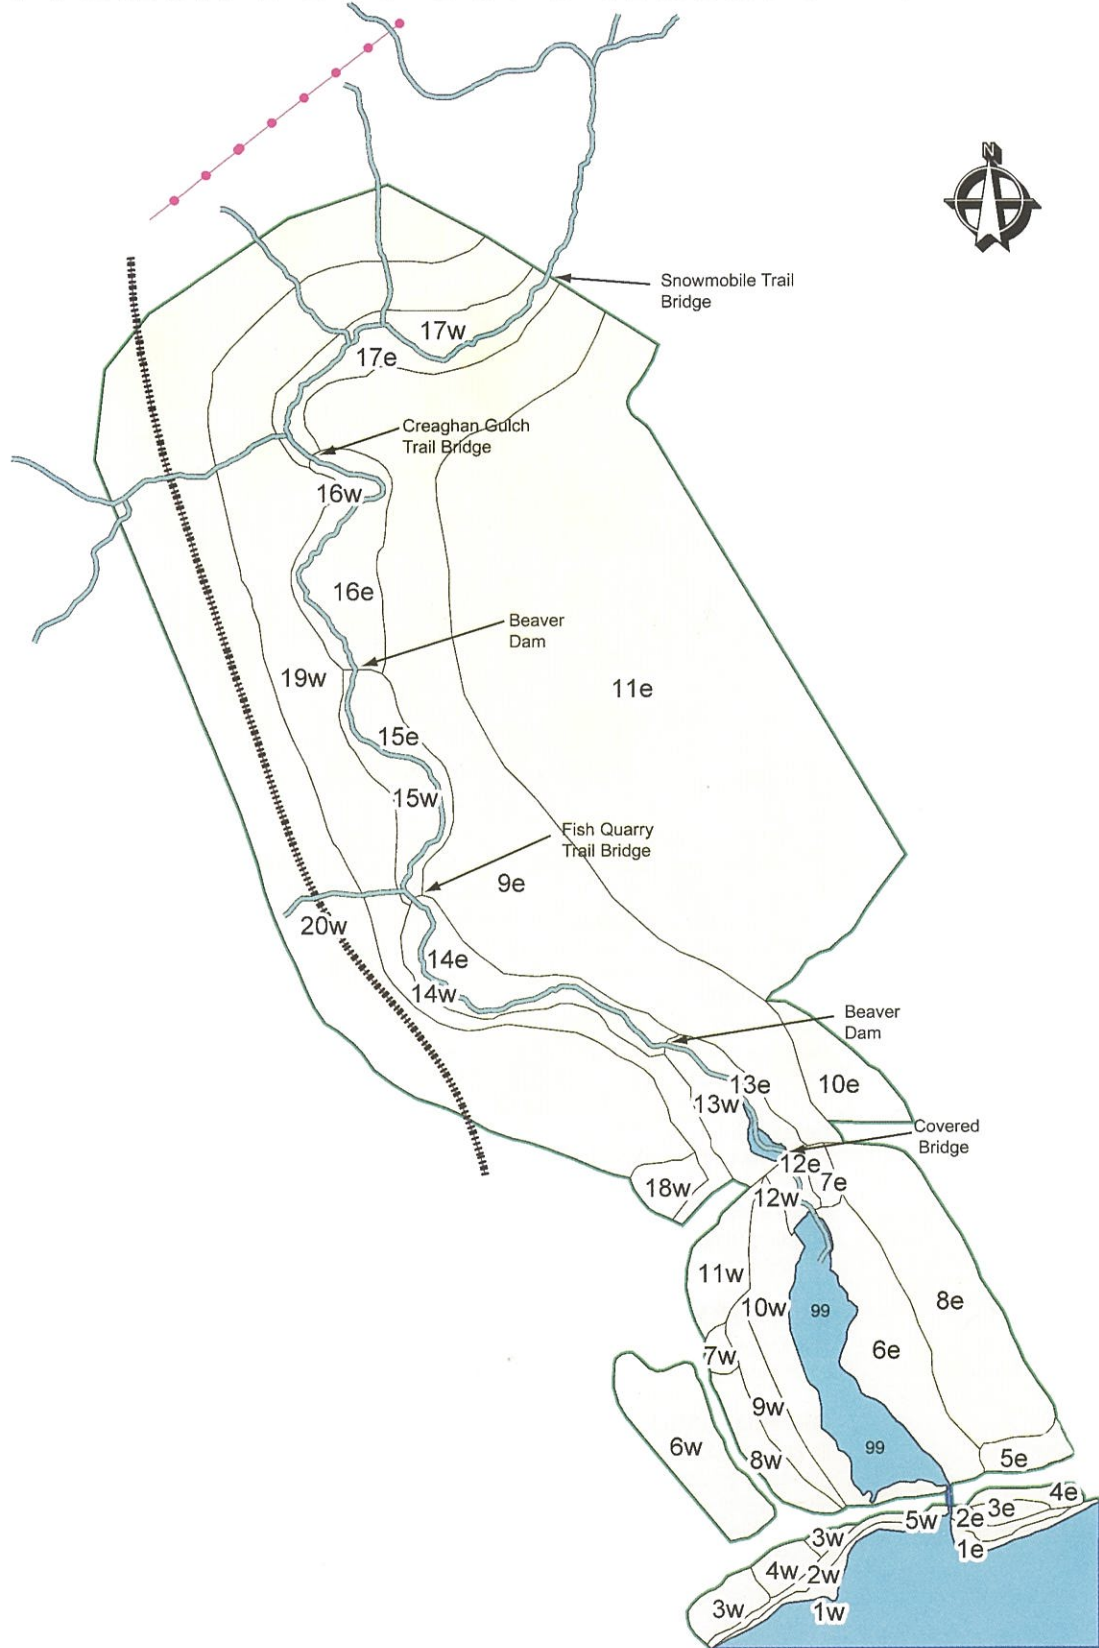 N
Snowmobile Trail
Bridge
17w
17e
Creaghan Gulch
Trail Bridge
16w
16e
Beaver
Dam
19w
11e
15e
15w
Fish Quarry
Trail Bridge
9e
20w
14e
14w
Beaver
Dam
13e
10e
13w
Covered
Bridge
12e
7e
18w
12w
11w
10w
99
8e
6e
7w
9w
6w
99
8w
5e
4e
3e
5w
2e
3w
1e
4w
2w
3w
1w